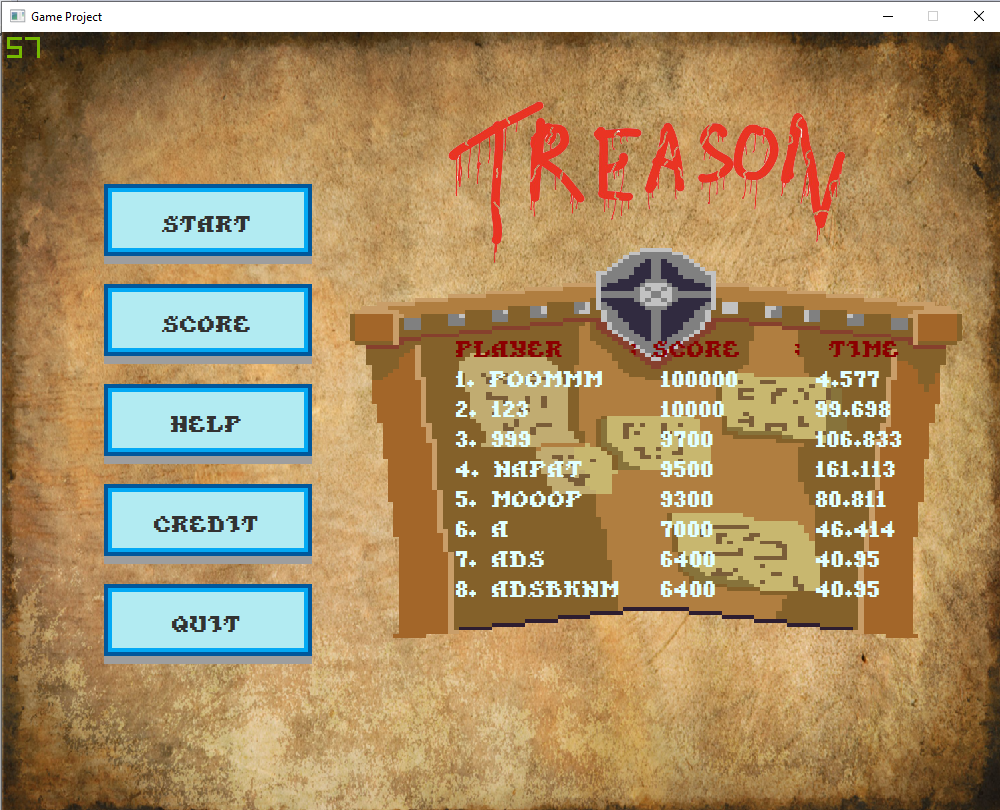 Game Project
57
TREASON
START
SCORE
HELP
CREDIT
QUIT
PLAYER SCORE TIME
1. POOMMM 100000 4.577
2. 123 10000 99.698
3. 999 9700 106.833
4. NAPAT 9500 161.113
5. MOOOP 9300 80.811
6. A 7000 46.414
7. ADS 6400 40.95
8. ADSBKNM 6400 40.95